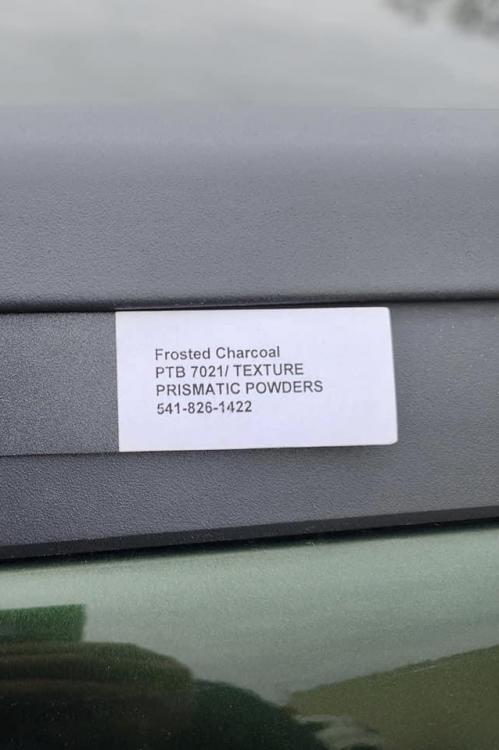 Frosted Charcoal
PTB 7021/ TEXTURE
PRISMATIC POWDERS
541-826-1422